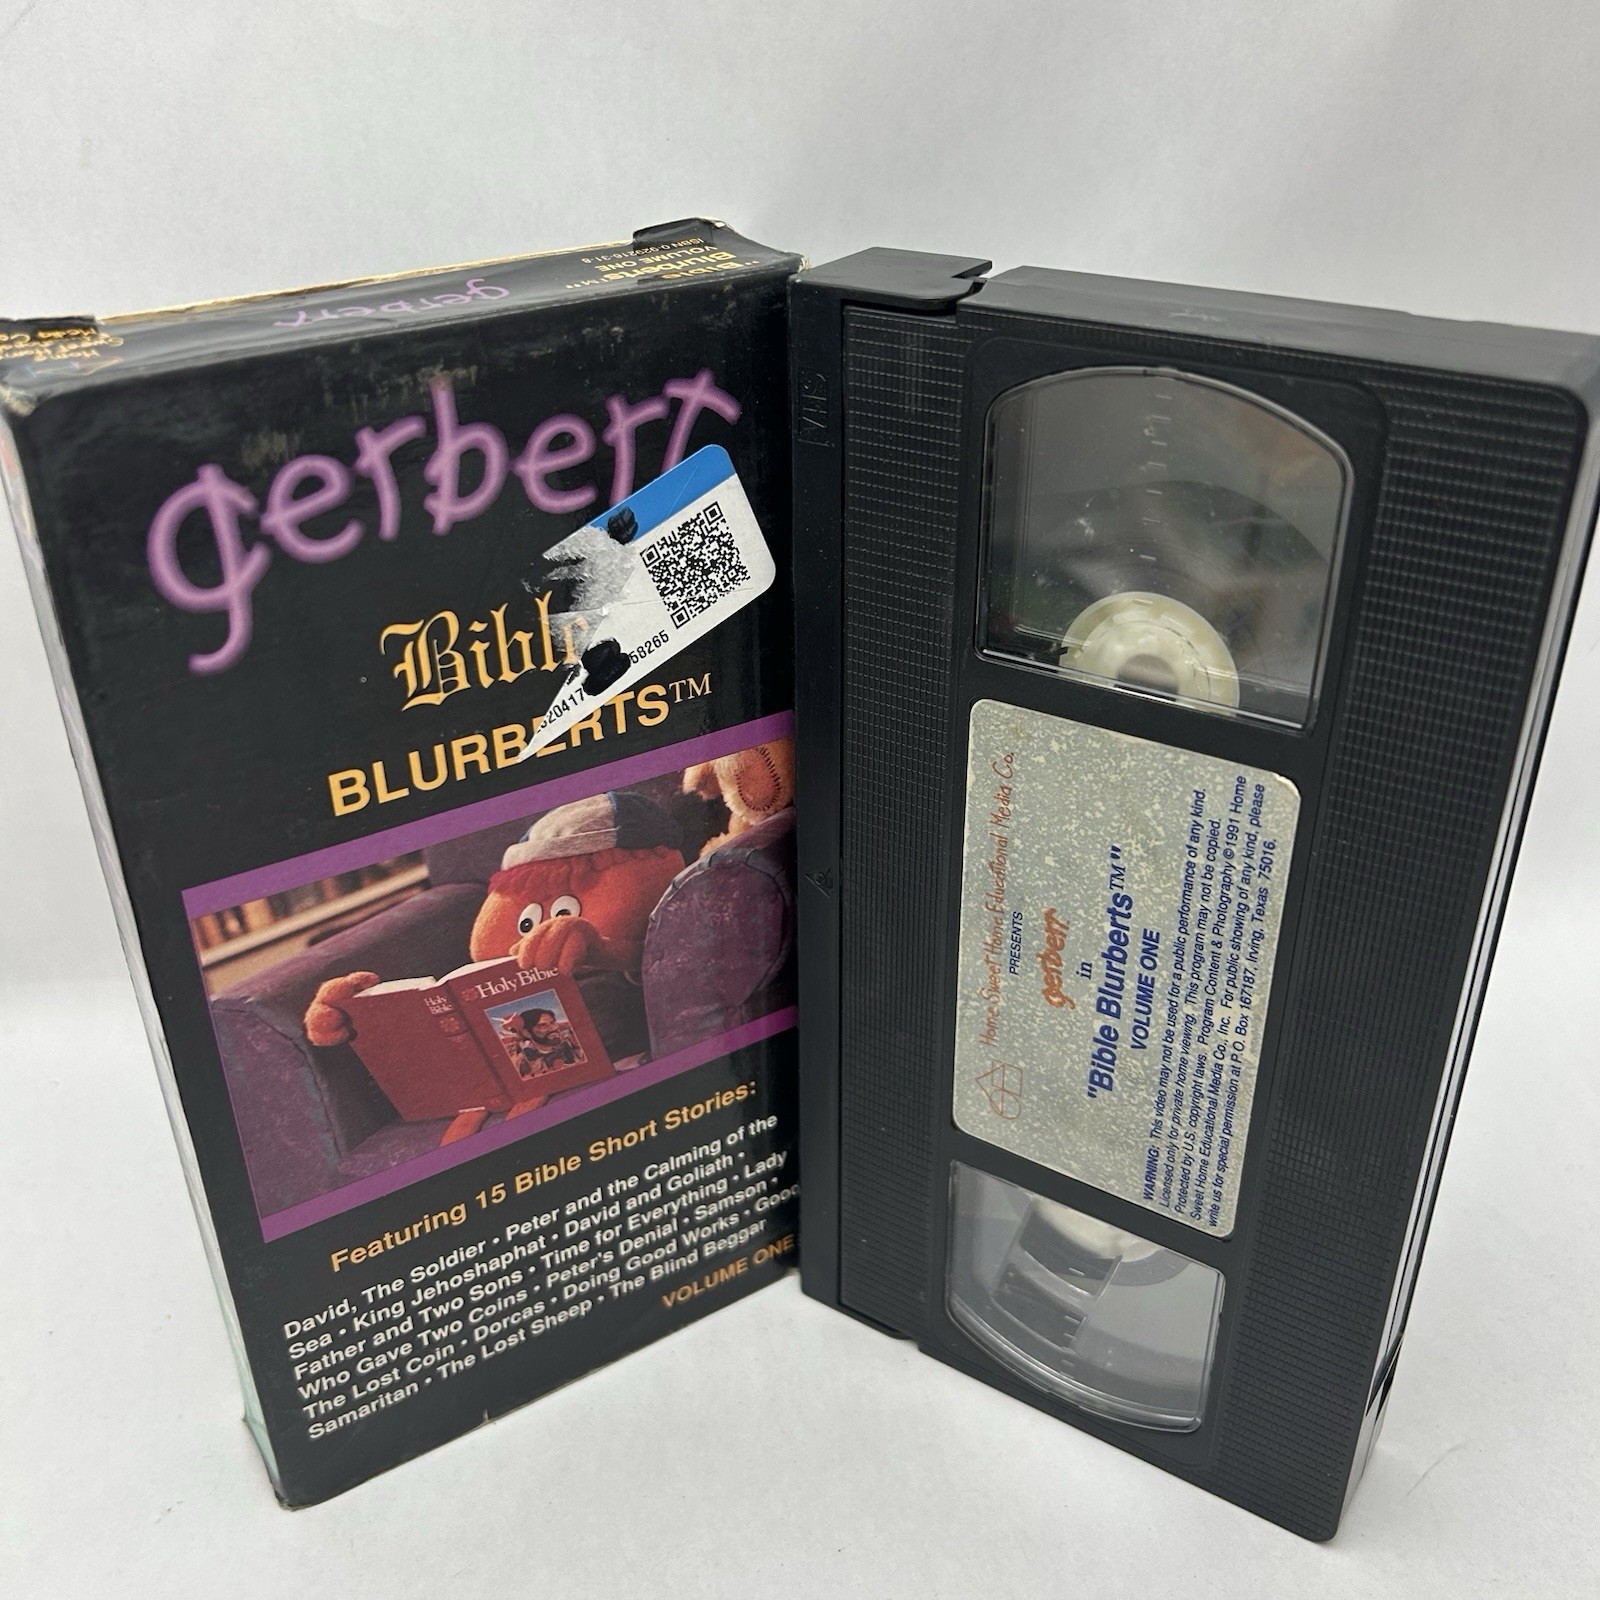 "Bible
Blurberts™"
VOLUME ONE
ISBN 0-929216-31-8
gerbert
gerbert
Bible
BLURBERTS™
58265
Holy
Bible
Holy Bible
Featuring 15 Bible Short Stories:
David, The Soldier • Peter and the Calming of the
Sea • King Jehoshaphat • David and Goliath •
Father and Two Sons • Time for Everything • Lady
Who Gave Two Coins • Peter's Denial • Samson •
The Lost Coin • Dorcas • Doing Good Works • Good
Samaritan • The Lost Sheep • The Blind Beggar
VOLUME ONE
VHS
Home Sweet Home Educational Media Co.
PRESENTS
gerbert
in
"Bible Blurberts™"
VOLUME ONE
WARNING: This video may not be used for a public performance of any kind.
Licensed only for private home viewing. This program may not be copied.
Protected by U.S. copyright laws. Program Content & Photography © 1991 Home
Sweet Home Educational Media Co., Inc. For public showing of any kind, please
write us for special permission at P.O. Box 167187, Irving, Texas 75016.